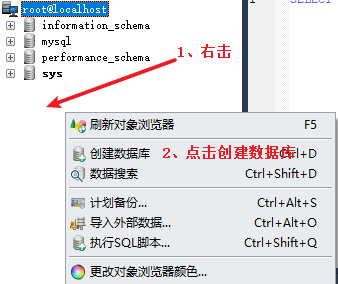 root@localhost
1
SELECT
information_schema
mysql
performance_schema
sys
1、右击
刷新对象浏览器 F5
创建数据库 Ctrl+D
2、点击创建数据库
数据搜索 Ctrl+Shift+D
计划备份... Ctrl+Alt+S
导入外部数据... Ctrl+Alt+O
执行SQL脚本... Ctrl+Shift+Q
更改对象浏览器颜色...